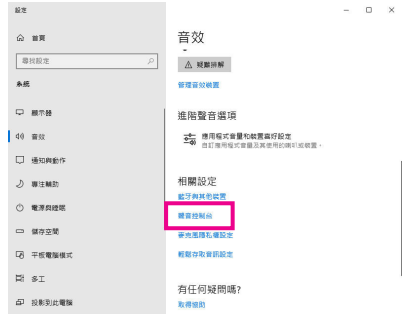 設定
首頁
尋找設定
系統
顯示器
音效
通知與動作
專注輔助
電源與睡眠
儲存空間
平板電腦模式
多工
投影到此電腦
音效
疑難排解
管理音效裝置
進階聲音選項
應用程式音量和裝置喜好設定
自訂應用程式音量及其使用的喇叭或裝置。
相關設定
藍牙與其他裝置
聲音控制台
麥克風隱私權設定
輕鬆存取音訊設定
有任何疑問嗎?
取得協助